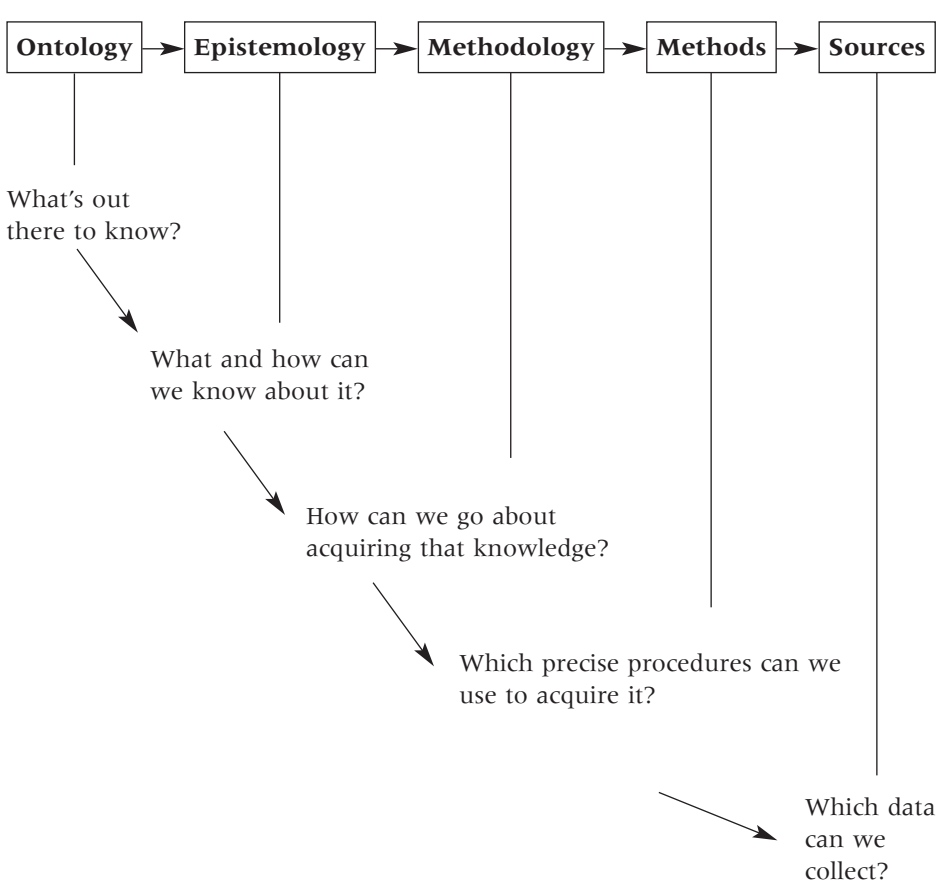 Ontology Epistemology Methodology Methods Sources
What's out
there to know?
What and how can
we know about it?
How can we go about
acquiring that knowledge?
Which precise procedures can we
use to acquire it?
Which data
can we
collect?